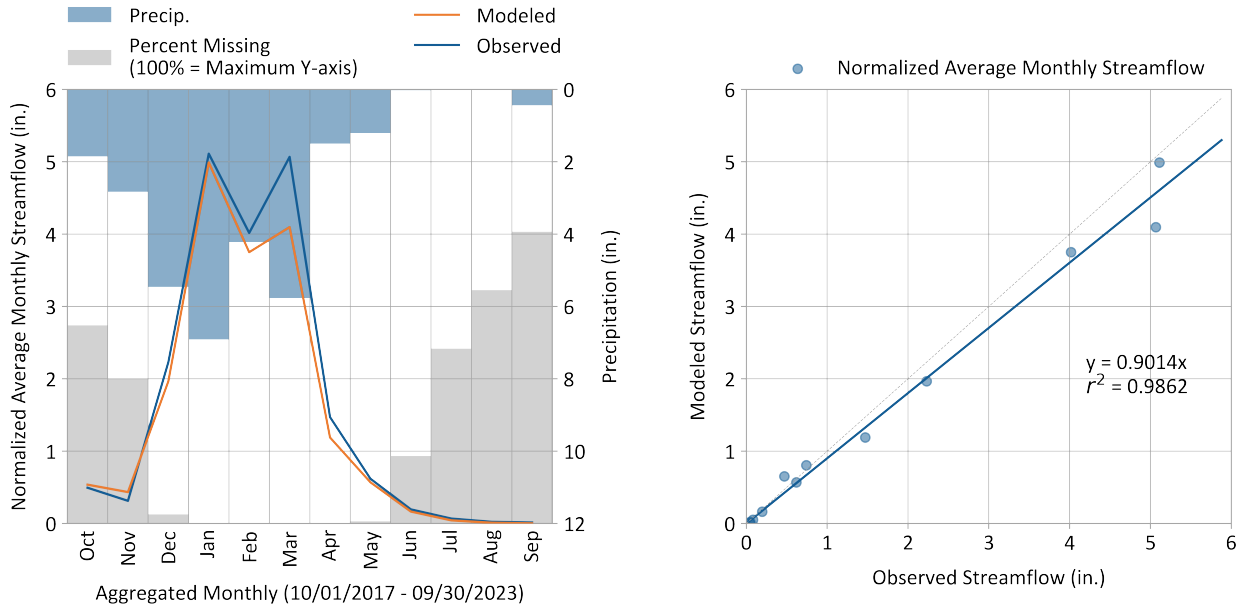 Precip.
Percent Missing
(100% = Maximum Y-axis)
Modeled
Observed
Normalized Average Monthly Streamflow (in.)
6
5
4
3
2
1
0
0
2
4
6
8
10
12
Precipitation (in.)
Oct
Nov
Dec
Jan
Feb
Mar
Apr
May
Jun
Jul
Aug
Sep
Aggregated Monthly (10/01/2017 - 09/30/2023)
Normalized Average Monthly Streamflow
Modeled Streamflow (in.)
6
5
4
3
2
1
0
y = 0.9014x
r² = 0.9862
0
1
2
3
4
5
6
Observed Streamflow (in.)